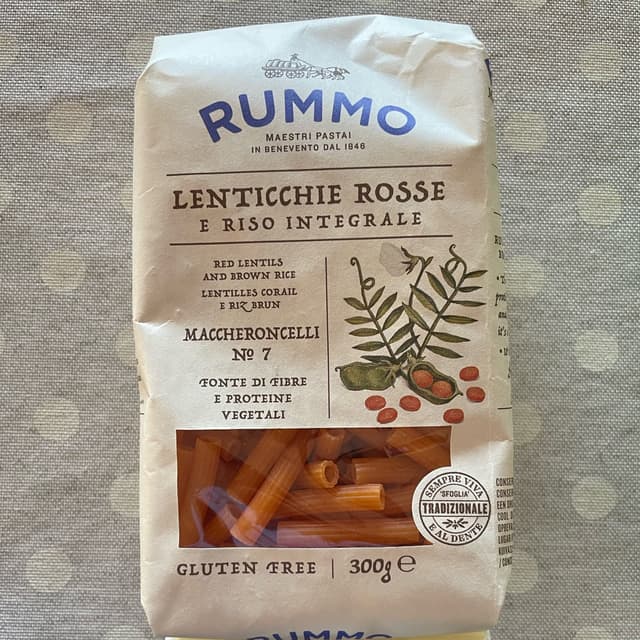 RUMMO
MAESTRI PASTAI
IN BENEVENTO DAL 1846
LENTICCHIE ROSSE
E RISO INTEGRALE
RED LENTILS
AND BROWN RICE
LENTILLES CORAIL
E RIZ BRUN
MACCHERONCELLI
Nº 7
FONTE DI FIBRE
E PROTEINE
VEGETALI
SEMPRE VIVA
'SFOGLIA'
TRADIZIONALE
E AL DENTE
GLUTEN FREE | 300g ℮
RUMMO